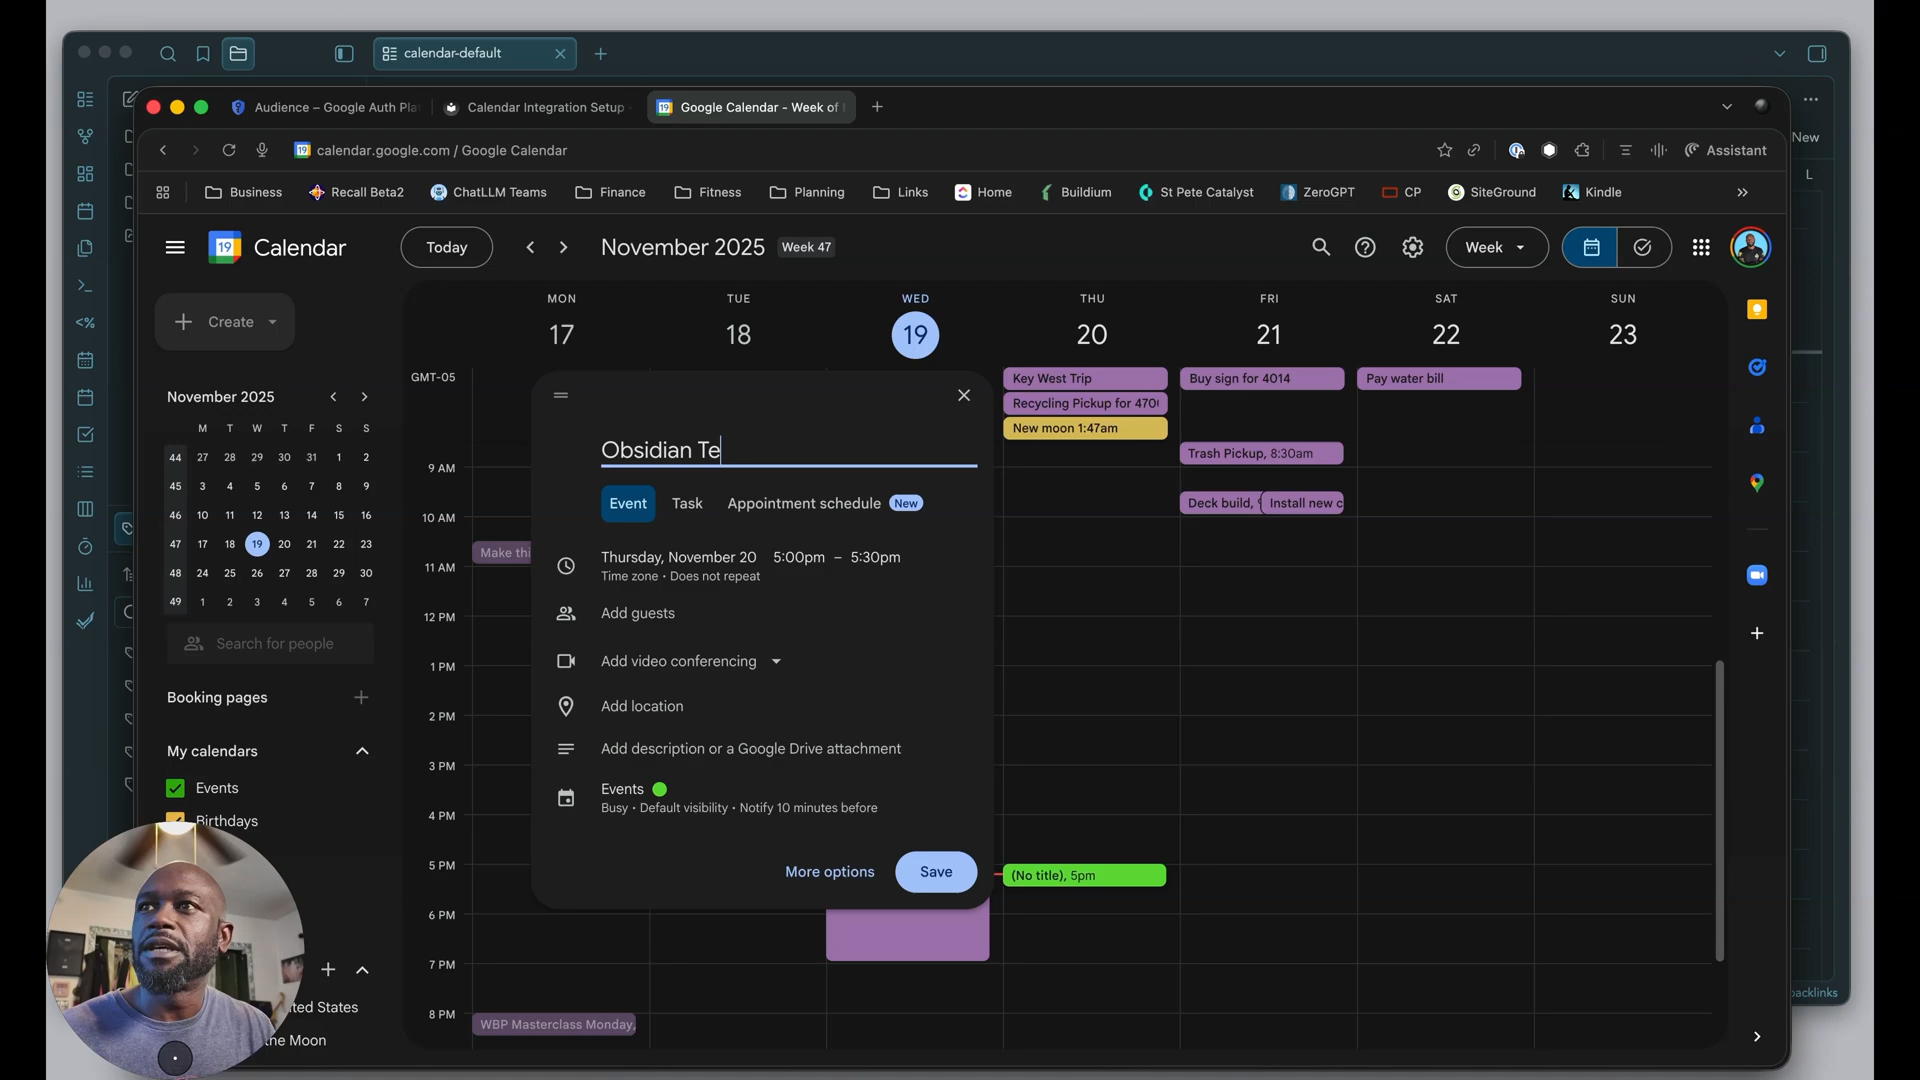 calendar-default
New
L
Audience – Google Auth Pla
Calendar Integration Setup
Google Calendar - Week of
calendar.google.com / Google Calendar
Assistant
Business
Recall Beta2
ChatLLM Teams
Finance
Fitness
Planning
Links
Home
Buildium
St Pete Catalyst
ZeroGPT
CP
SiteGround
Kindle
19
Calendar
Today
November 2025
Week 47
Week
Create
MON TUE WED THU FRI SAT SUN
17 18 19 20 21 22 23
GMT-05
November 2025
M T W T F S S
44 27 28 29 30 31 1 2
45 3 4 5 6 7 8 9
46 10 11 12 13 14 15 16
47 17 18 19 20 21 22 23
48 24 25 26 27 28 29 30
49 1 2 3 4 5 6 7
Search for people
Booking pages
My calendars
Events
Birthdays
ted States
the Moon
9 AM
10 AM
11 AM
12 PM
1 PM
2 PM
3 PM
4 PM
5 PM
6 PM
7 PM
8 PM
Make thi
WBP Masterclass Monday,
Obsidian Te
Event
Task
Appointment schedule
New
Thursday, November 20 5:00pm – 5:30pm
Time zone • Does not repeat
Add guests
Add video conferencing
Add location
Add description or a Google Drive attachment
Events
Busy • Default visibility • Notify 10 minutes before
More options
Save
Key West Trip
Recycling Pickup for 470
New moon 1:47am
(No title), 5pm
Buy sign for 4014
Trash Pickup, 8:30am
Deck build,
Install new c
Pay water bill
backlinks